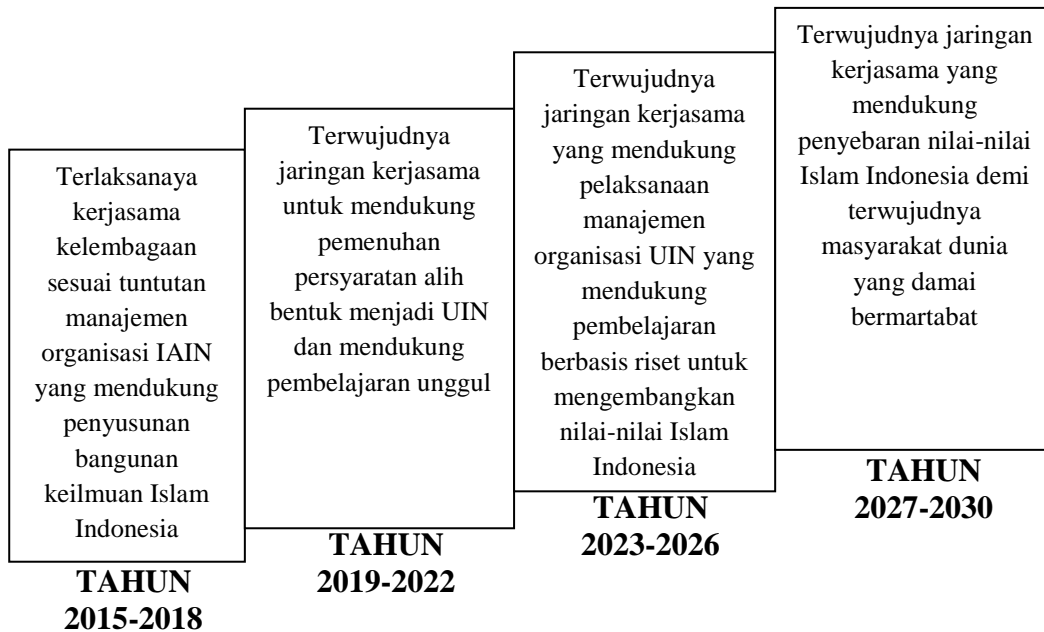 Terlaksanaya
kerjasama
kelembagaan
sesuai tuntutan
manajemen
organisasi IAIN
yang mendukung
penyusunan
bangunan
keilmuan Islam
Indonesia
TAHUN
2015-2018
Terwujudnya
jaringan kerjasama
untuk mendukung
pemenuhan
persyaratan alih
bentuk menjadi UIN
dan mendukung
pembelajaran unggul
TAHUN
2019-2022
Terwujudnya
jaringan kerjasama
yang mendukung
pelaksanaan
manajemen
organisasi UIN yang
mendukung
pembelajaran
berbasis riset untuk
mengembangkan
nilai-nilai Islam
Indonesia
TAHUN
2023-2026
Terwujudnya jaringan
kerjasama yang
mendukung
penyebaran nilai-nilai
Islam Indonesia demi
terwujudnya
masyarakat dunia
yang damai
bermartabat
TAHUN
2027-2030